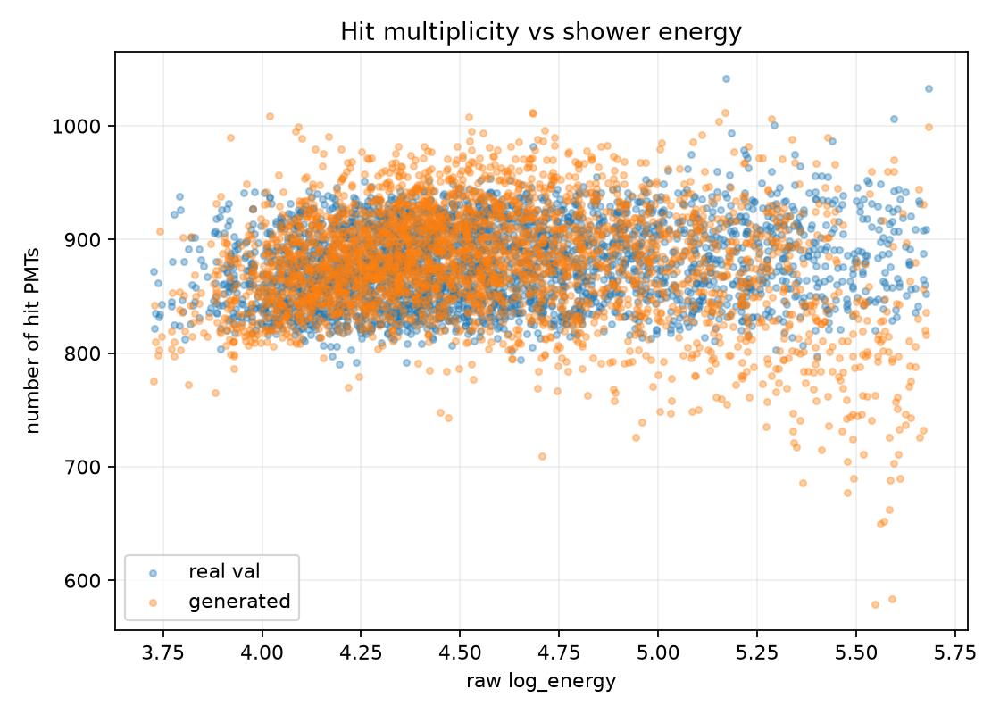 Hit multiplicity vs shower energy
number of hit PMTs
1000
900
800
700
600
real val
generated
3.75 4.00 4.25 4.50 4.75 5.00 5.25 5.50 5.75
raw log_energy